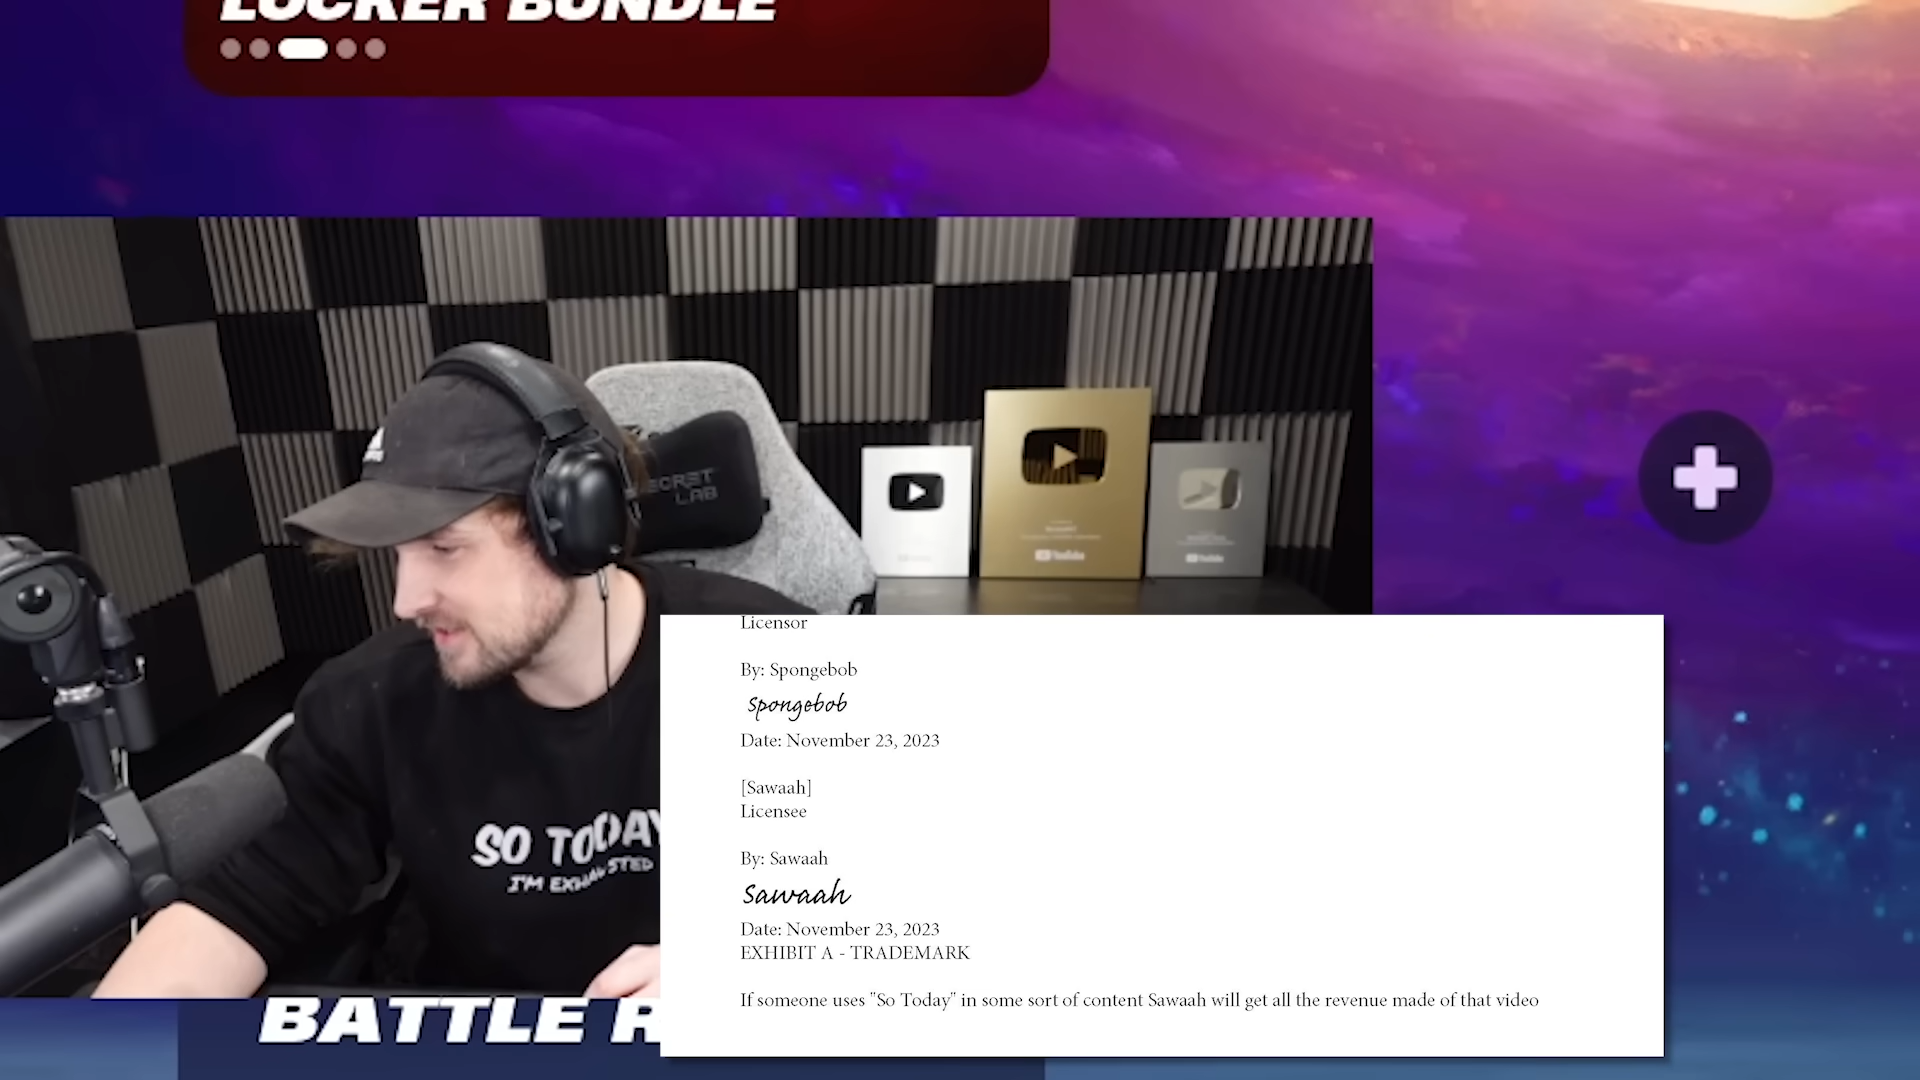 LOCKER BUNDLE
SECRET
LAB
YouTube
YouTube
SO TODAY
I'M EXHAUSTED
Licensor
By: Spongebob
Spongebob
Date: November 23, 2023
[Sawaah]
Licensee
By: Sawaah
Sawaah
Date: November 23, 2023
EXHIBIT A - TRADEMARK
If someone uses "So Today" in some sort of content Sawaah will get all the revenue made of that video
BATTLE R